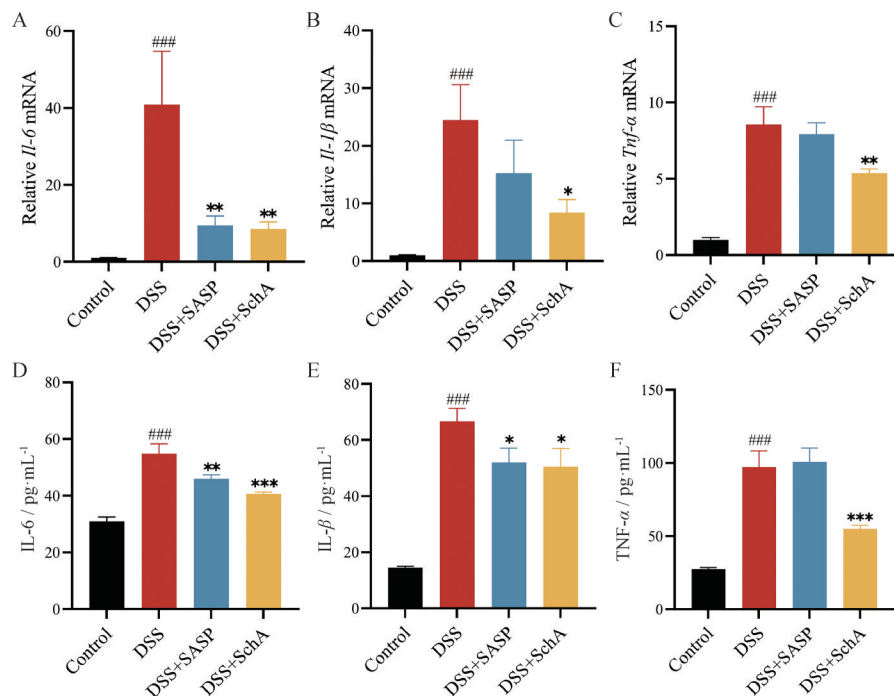 A
Relative Il-6 mRNA
60
40
20
0
###
**
**
Control
DSS
DSS+SASP
DSS+SchA
B
Relative Il-1β mRNA
40
30
20
10
0
###
*
Control
DSS
DSS+SASP
DSS+SchA
C
Relative Tnf-α mRNA
15
10
5
0
###
**
Control
DSS
DSS+SASP
DSS+SchA
D
IL-6 / pg·mL⁻¹
80
60
40
20
0
###
**
***
Control
DSS
DSS+SASP
DSS+SchA
E
IL-β / pg·mL⁻¹
80
60
40
20
0
###
*
*
Control
DSS
DSS+SASP
DSS+SchA
F
TNF-α / pg·mL⁻¹
150
100
50
0
###
***
Control
DSS
DSS+SASP
DSS+SchA